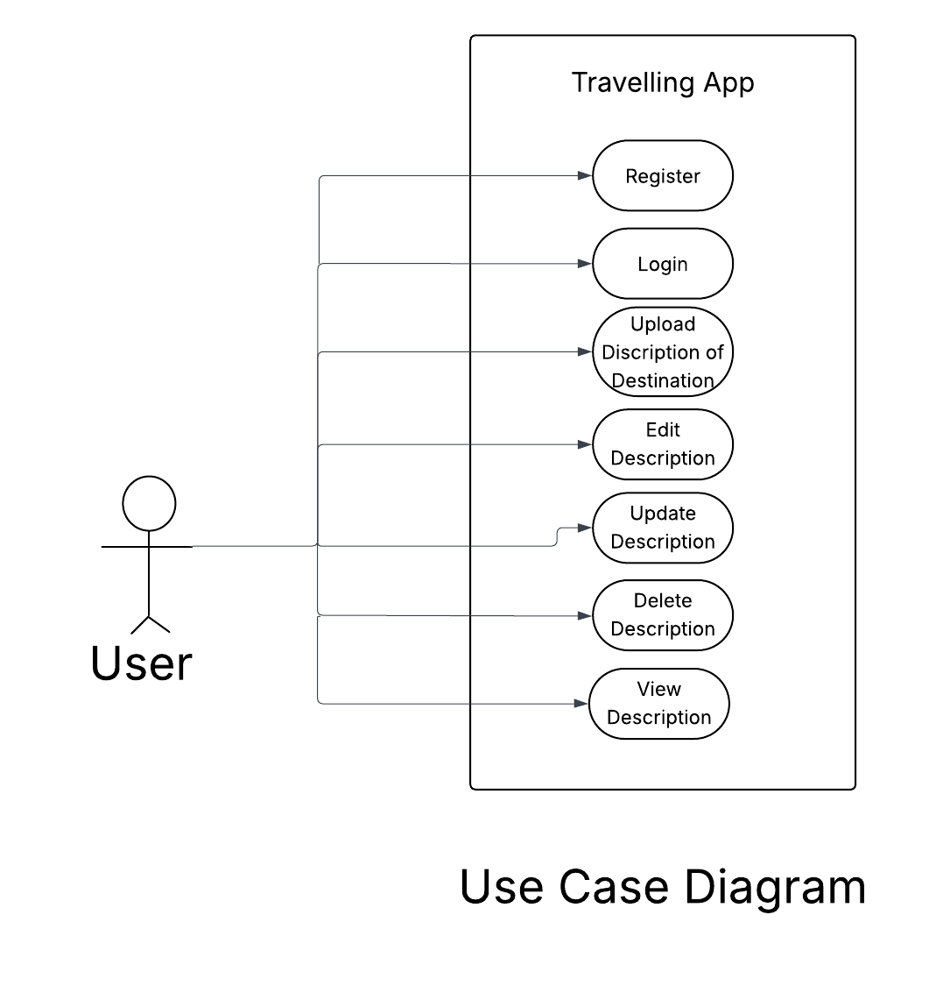 Travelling App
Register
Login
Upload
Discription of
Destination
Edit
Description
Update
Description
Delete
Description
View
Description
User
Use Case Diagram